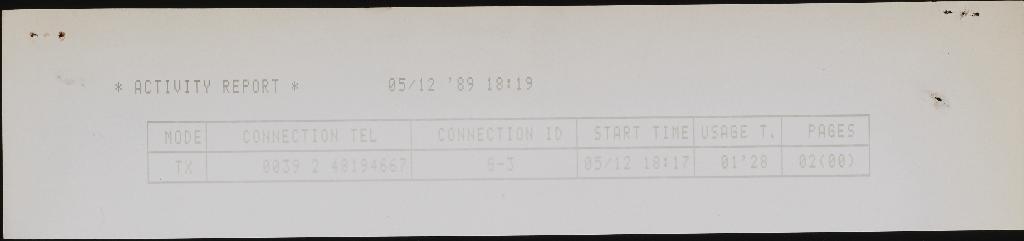 * ACTIVITY REPORT * 05/12 '89 18:19
MODE CONNECTION TEL CONNECTION ID START TIME USAGE T. PAGES
TX 0039 2 48194667 G-3 05/12 18:17 01'28 02(00)